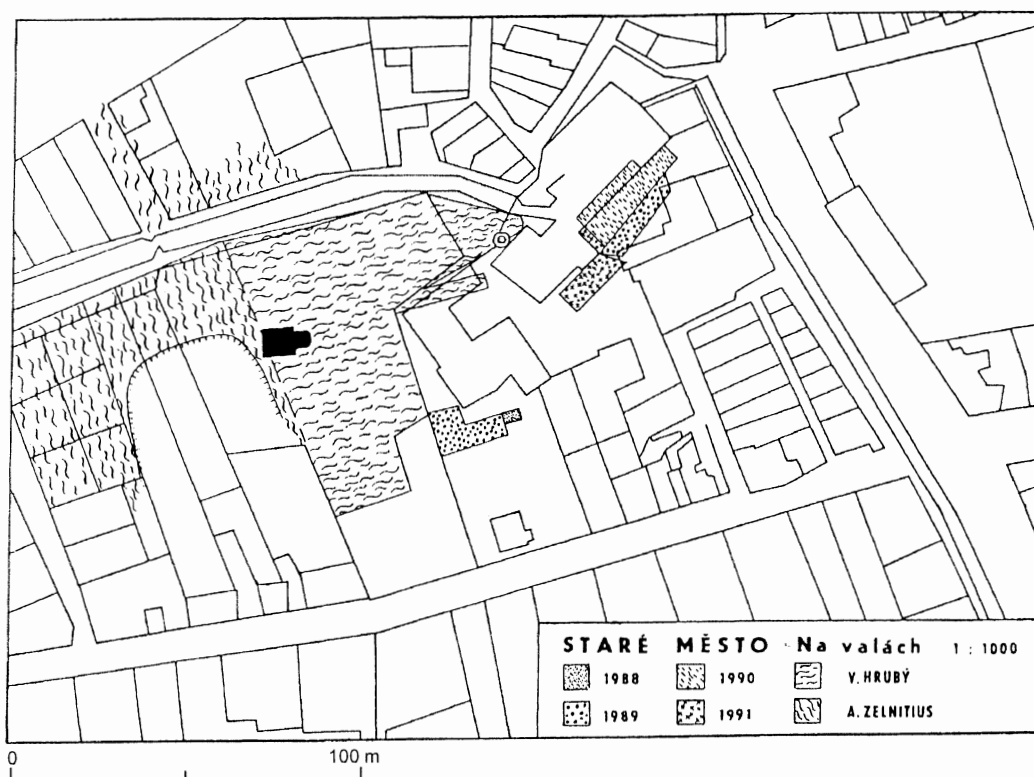 STARÉ MĚSTO - Na valách 1 : 1000
1988 1990 V. HRUBÝ
1989 1991 A. ZELNITIUS
0 100 m